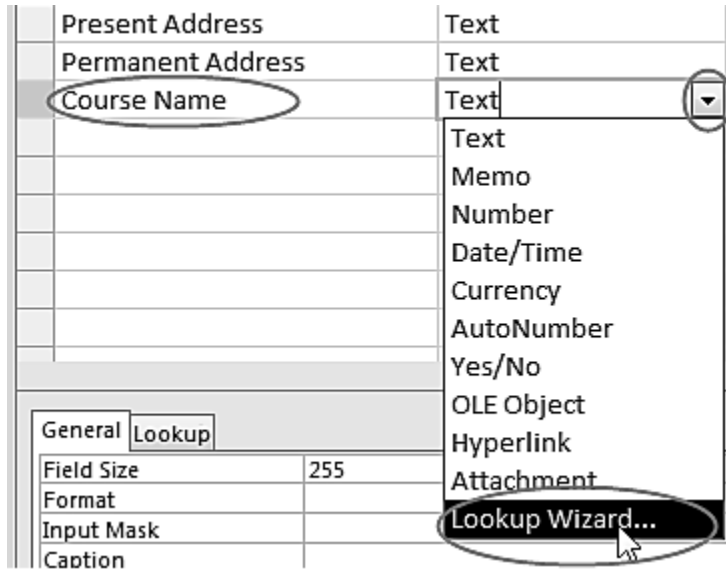 Present Address Text
Permanent Address Text
Course Name Text
Text
Memo
Number
Date/Time
Currency
AutoNumber
Yes/No
OLE Object
Hyperlink
Attachment
Lookup Wizard...
General Lookup
Field Size 255
Format
Input Mask
Caption